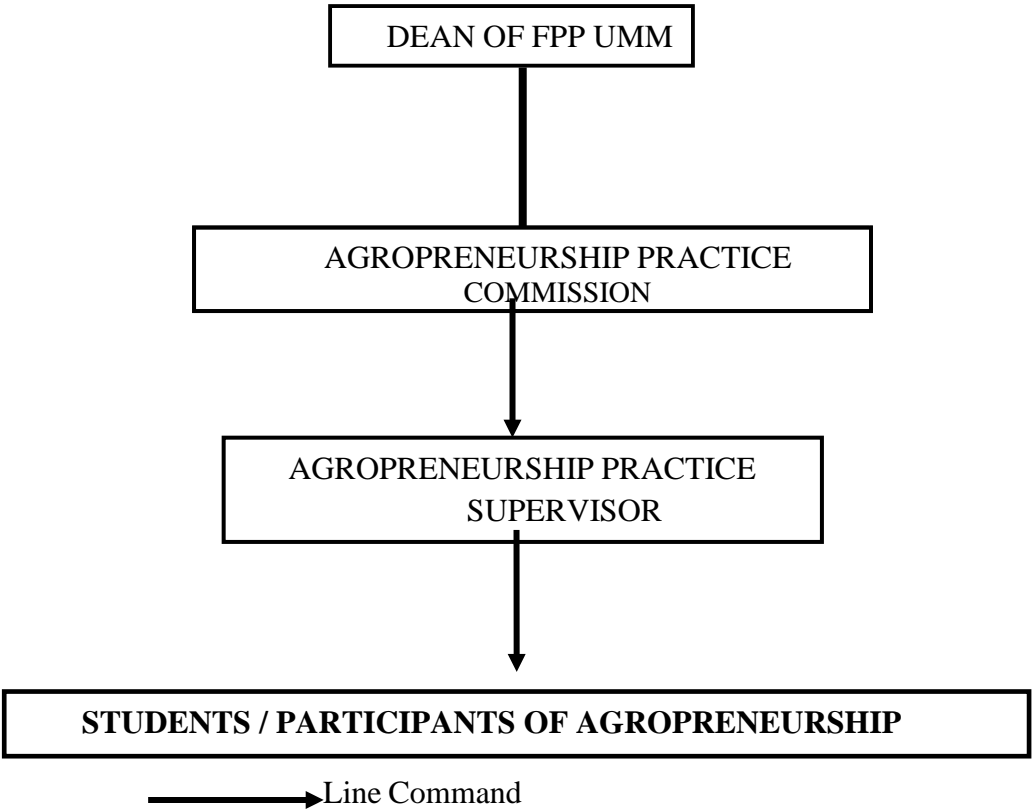 DEAN OF FPP UMM
AGROPRENEURSHIP PRACTICE
COMMISSION
AGROPRENEURSHIP PRACTICE
SUPERVISOR
STUDENTS / PARTICIPANTS OF AGROPRENEURSHIP
Line Command